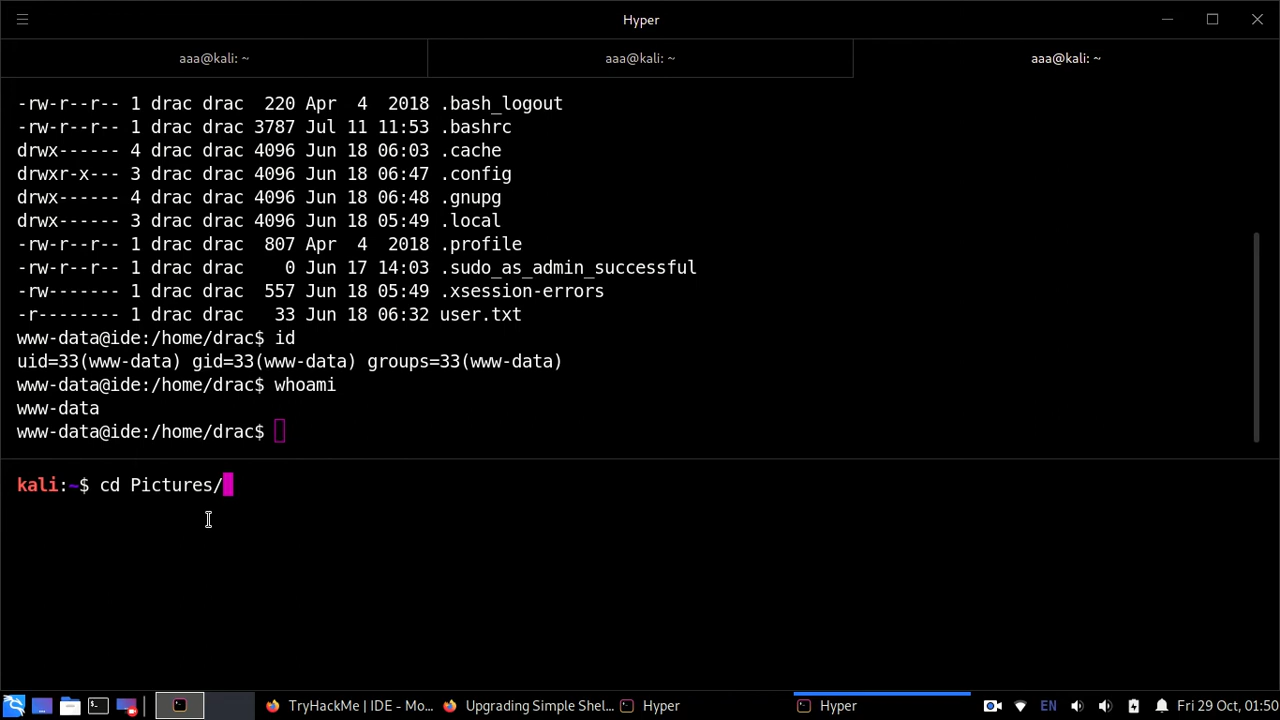 Hyper
aaa@kali: ~
aaa@kali: ~
aaa@kali: ~
-rw-r--r-- 1 drac drac  220 Apr  4  2018 .bash_logout
-rw-r--r-- 1 drac drac 3787 Jul 11 11:53 .bashrc
drwx------ 4 drac drac 4096 Jun 18 06:03 .cache
drwxr-x--- 3 drac drac 4096 Jun 18 06:47 .config
drwx------ 4 drac drac 4096 Jun 18 06:48 .gnupg
drwx------ 3 drac drac 4096 Jun 18 05:49 .local
-rw-r--r-- 1 drac drac  807 Apr  4  2018 .profile
-rw-r--r-- 1 drac drac    0 Jun 17 14:03 .sudo_as_admin_successful
-rw------- 1 drac drac  557 Jun 18 05:49 .xsession-errors
-r-------- 1 drac drac   33 Jun 18 06:32 user.txt
www-data@ide:/home/drac$ id
uid=33(www-data) gid=33(www-data) groups=33(www-data)
www-data@ide:/home/drac$ whoami
www-data
www-data@ide:/home/drac$
kali:~$ cd Pictures/
TryHackMe | IDE - Mo...
Upgrading Simple Shel...
Hyper
Hyper
EN
Fri 29 Oct, 01:50